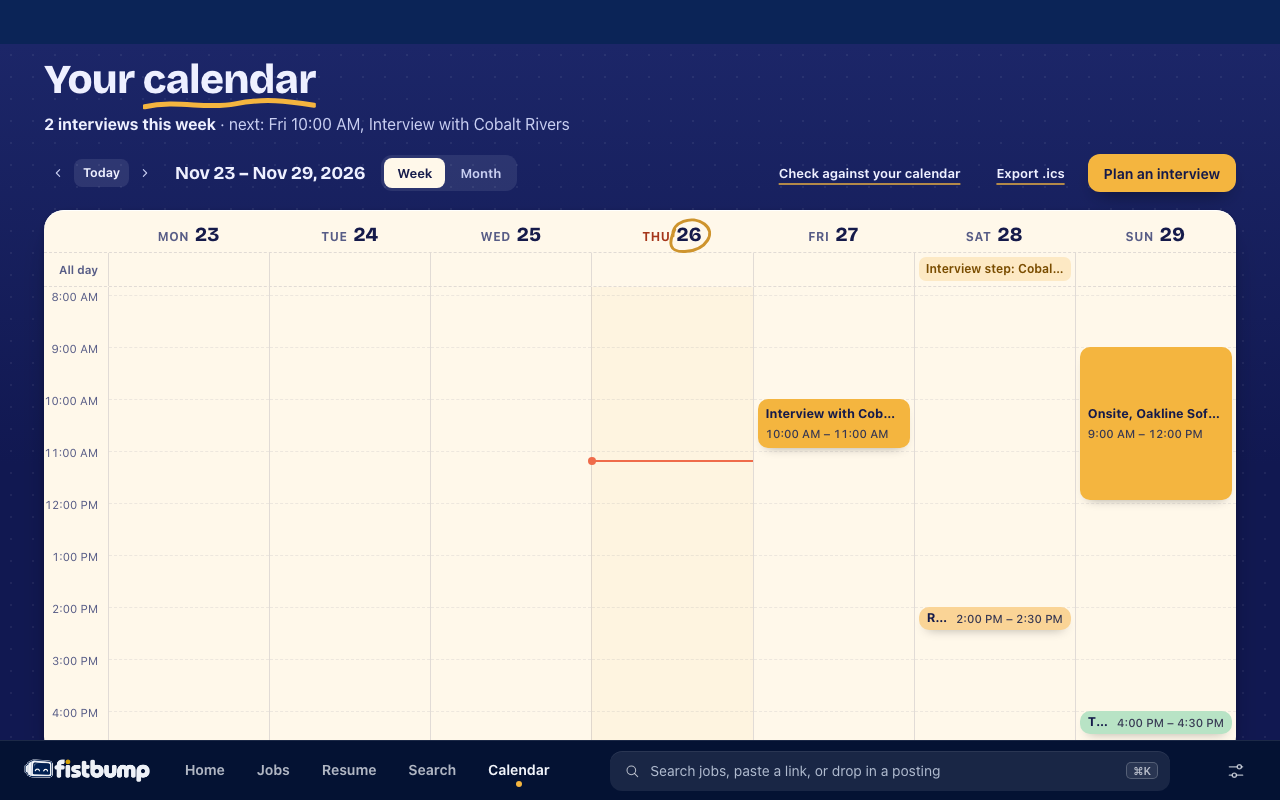 Your calendar
2 interviews this week · next: Fri 10:00 AM, Interview with Cobalt Rivers
Today
Nov 23 – Nov 29, 2026
Week
Month
Check against your calendar
Export .ics
Plan an interview
MON 23
TUE 24
WED 25
THU 26
FRI 27
SAT 28
SUN 29
All day
Interview step: Cobal...
8:00 AM
9:00 AM
10:00 AM
11:00 AM
12:00 PM
1:00 PM
2:00 PM
3:00 PM
4:00 PM
Interview with Cob...
10:00 AM – 11:00 AM
R... 2:00 PM – 2:30 PM
Onsite, Oakline Sof...
9:00 AM – 12:00 PM
T... 4:00 PM – 4:30 PM
fistbump
Home
Jobs
Resume
Search
Calendar
Search jobs, paste a link, or drop in a posting
⌘K